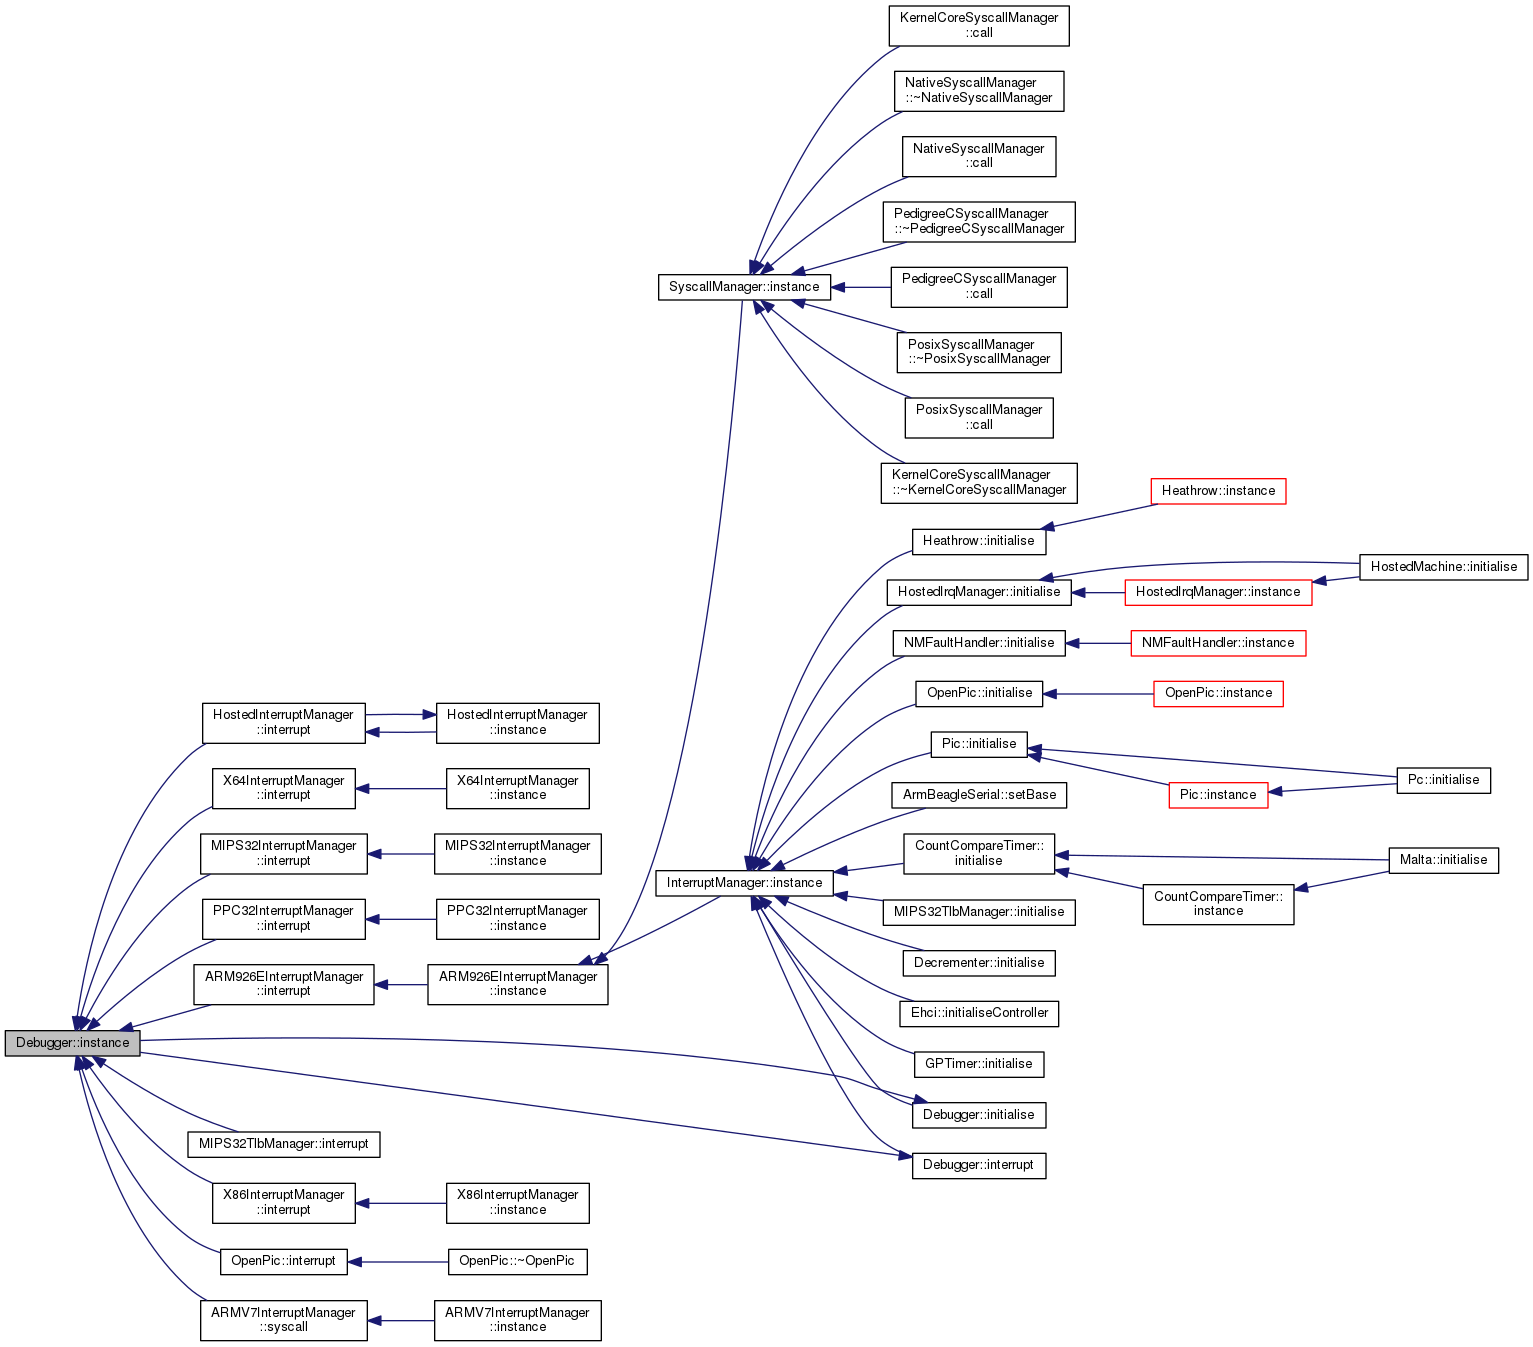 KernelCoreSyscallManager
::call
NativeSyscallManager
::~NativeSyscallManager
NativeSyscallManager
::call
PedigreeCSyscallManager
::~PedigreeCSyscallManager
SyscallManager::instance
PedigreeCSyscallManager
::call
PosixSyscallManager
::~PosixSyscallManager
PosixSyscallManager
::call
KernelCoreSyscallManager
::~KernelCoreSyscallManager
Heathrow::instance
Heathrow::initialise
HostedMachine::initialise
HostedIrqManager::initialise
HostedIrqManager::instance
NMFaultHandler::initialise
NMFaultHandler::instance
OpenPic::initialise
OpenPic::instance
HostedInterruptManager
::interrupt
HostedInterruptManager
::instance
Pic::initialise
Pc::initialise
X64InterruptManager
::interrupt
X64InterruptManager
::instance
ArmBeagleSerial::setBase
Pic::instance
MIPS32InterruptManager
::interrupt
MIPS32InterruptManager
::instance
CountCompareTimer::
initialise
Malta::initialise
InterruptManager::instance
CountCompareTimer::
instance
PPC32InterruptManager
::interrupt
PPC32InterruptManager
::instance
MIPS32TlbManager::initialise
Decrementer::initialise
ARM926EInterruptManager
::interrupt
ARM926EInterruptManager
::instance
Ehci::initialiseController
Debugger::instance
GPTimer::initialise
Debugger::initialise
MIPS32TlbManager::interrupt
Debugger::interrupt
X86InterruptManager
::interrupt
X86InterruptManager
::instance
OpenPic::interrupt
OpenPic::~OpenPic
ARMV7InterruptManager
::syscall
ARMV7InterruptManager
::instance